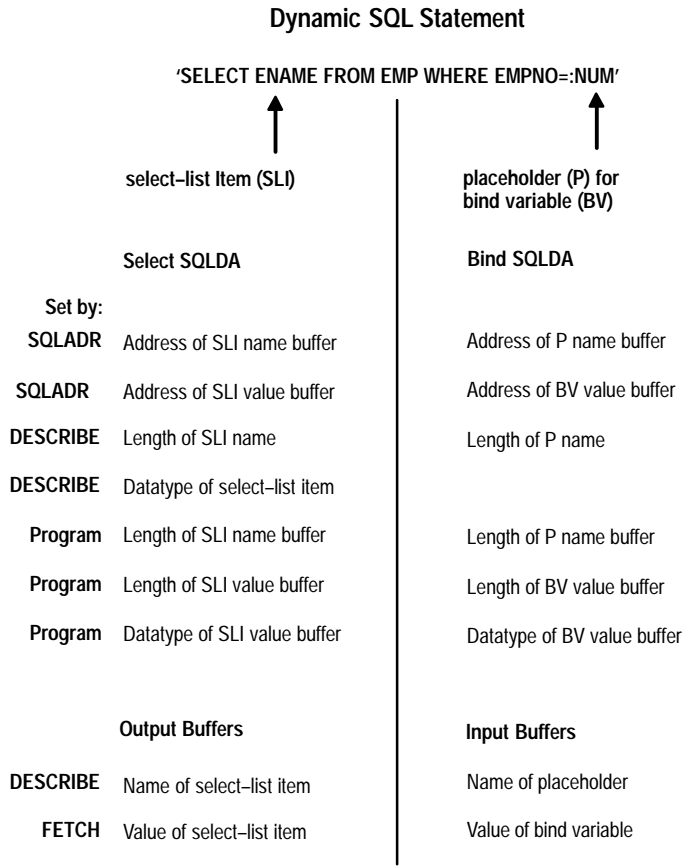 Dynamic SQL Statement
‘SELECT ENAME FROM EMP WHERE EMPNO=:NUM’
select–list Item (SLI)
placeholder (P) for
bind variable (BV)
Select SQLDA
Bind SQLDA
Set by:
SQLADR Address of SLI name buffer Address of P name buffer
SQLADR Address of SLI value buffer Address of BV value buffer
DESCRIBE Length of SLI name Length of P name
DESCRIBE Datatype of select–list item
Program Length of SLI name buffer Length of P name buffer
Program Length of SLI value buffer Length of BV value buffer
Program Datatype of SLI value buffer Datatype of BV value buffer
Output Buffers Input Buffers
DESCRIBE Name of select–list item Name of placeholder
FETCH Value of select–list item Value of bind variable